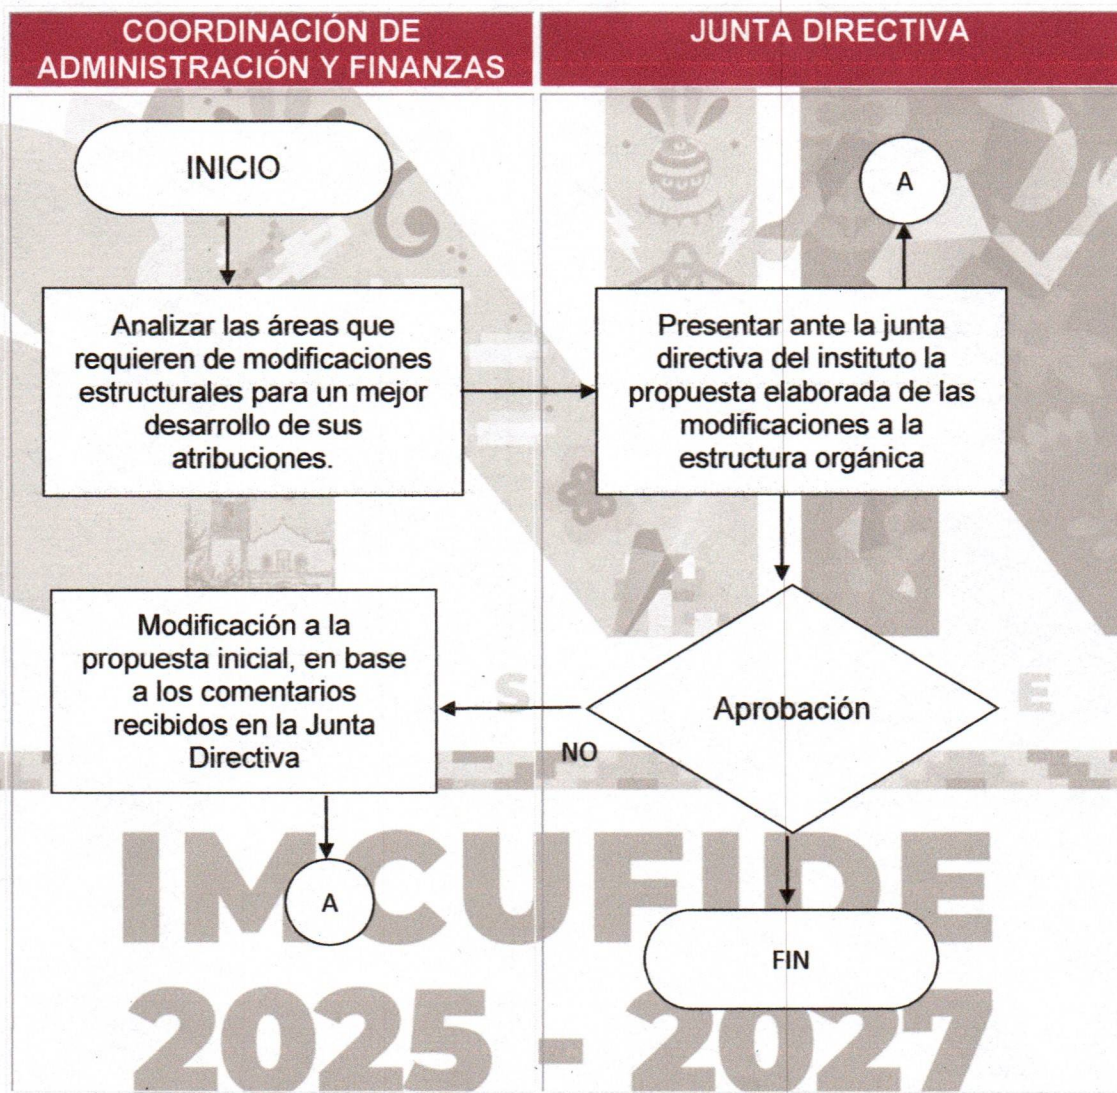 COORDINACIÓN DE
ADMINISTRACIÓN Y FINANZAS
JUNTA DIRECTIVA
INICIO
A
Analizar las áreas que
requieren de modificaciones
estructurales para un mejor
desarrollo de sus
atribuciones.
Presentar ante la junta
directiva del instituto la
propuesta elaborada de las
modificaciones a la
estructura orgánica
Modificación a la
propuesta inicial, en base
a los comentarios
recibidos en la Junta
Directiva
S
E
Aprobación
NO
A
FIN
IMCUFIDE
2025 - 2027